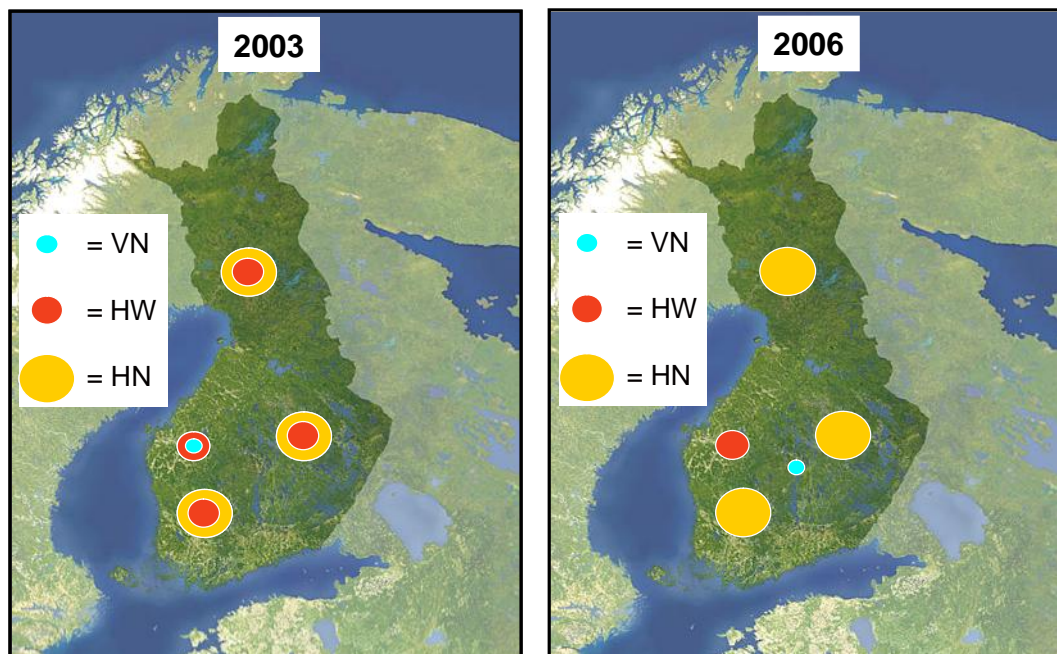 2003
= VN
= HW
= HN
2006
= VN
= HW
= HN